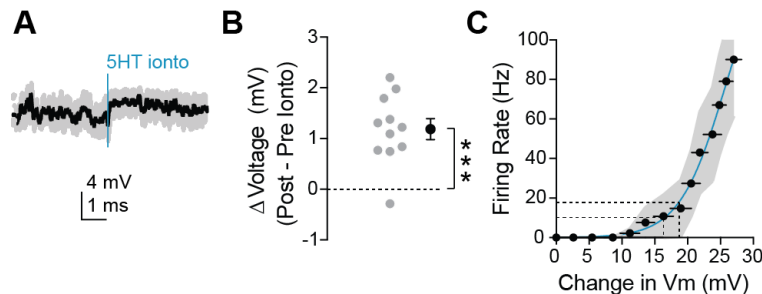 A
5HT ionto
4 mV
1 ms
B
Δ Voltage (mV)
(Post - Pre Ionto)
3
2
1
0
-1
***
C
Firing Rate (Hz)
100
80
60
40
20
0
0 5 10 15 20 25 30
Change in Vm (mV)